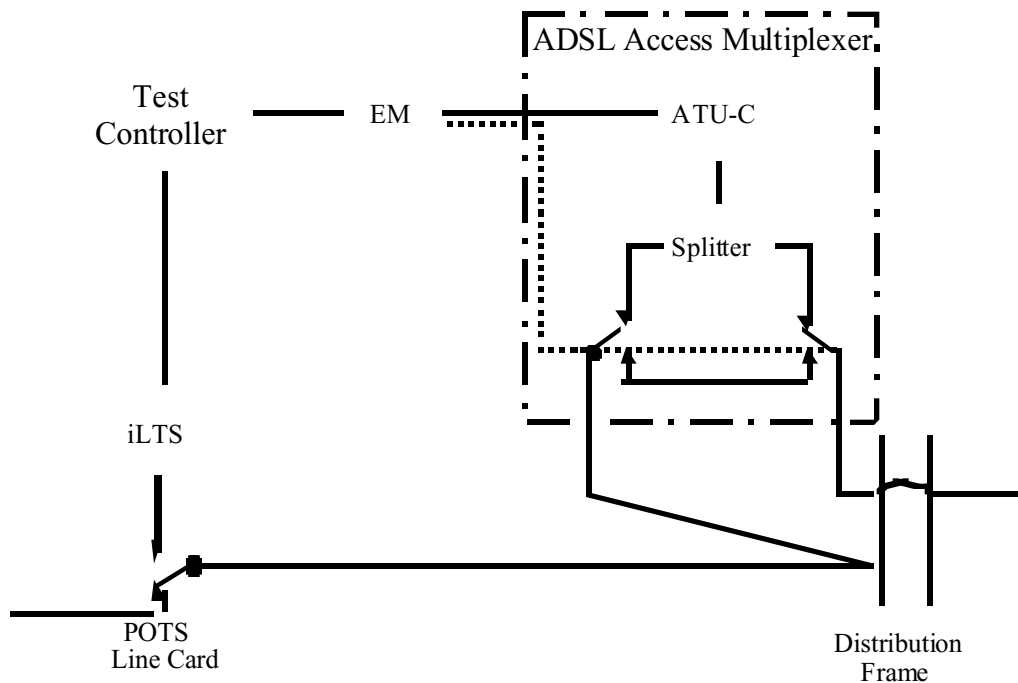 ADSL Access Multiplexer
Test
Controller
EM
ATU-C
Splitter
iLTS
POTS
Line Card
Distribution
Frame